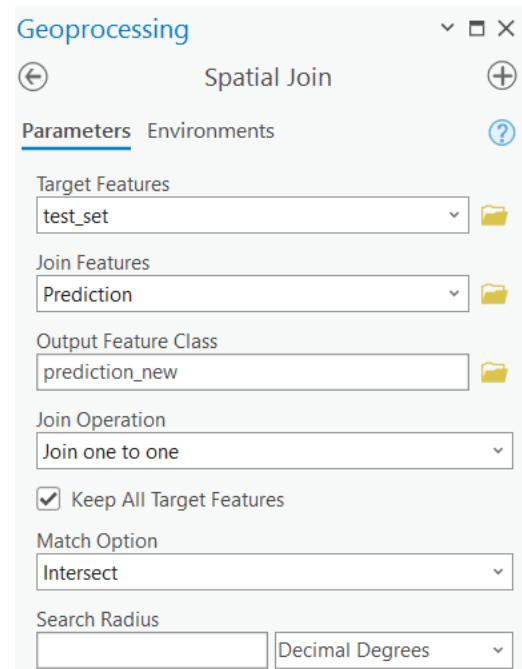 Geoprocessing
Spatial Join
Parameters Environments
Target Features
test_set
Join Features
Prediction
Output Feature Class
prediction_new
Join Operation
Join one to one
Keep All Target Features
Match Option
Intersect
Search Radius
Decimal Degrees